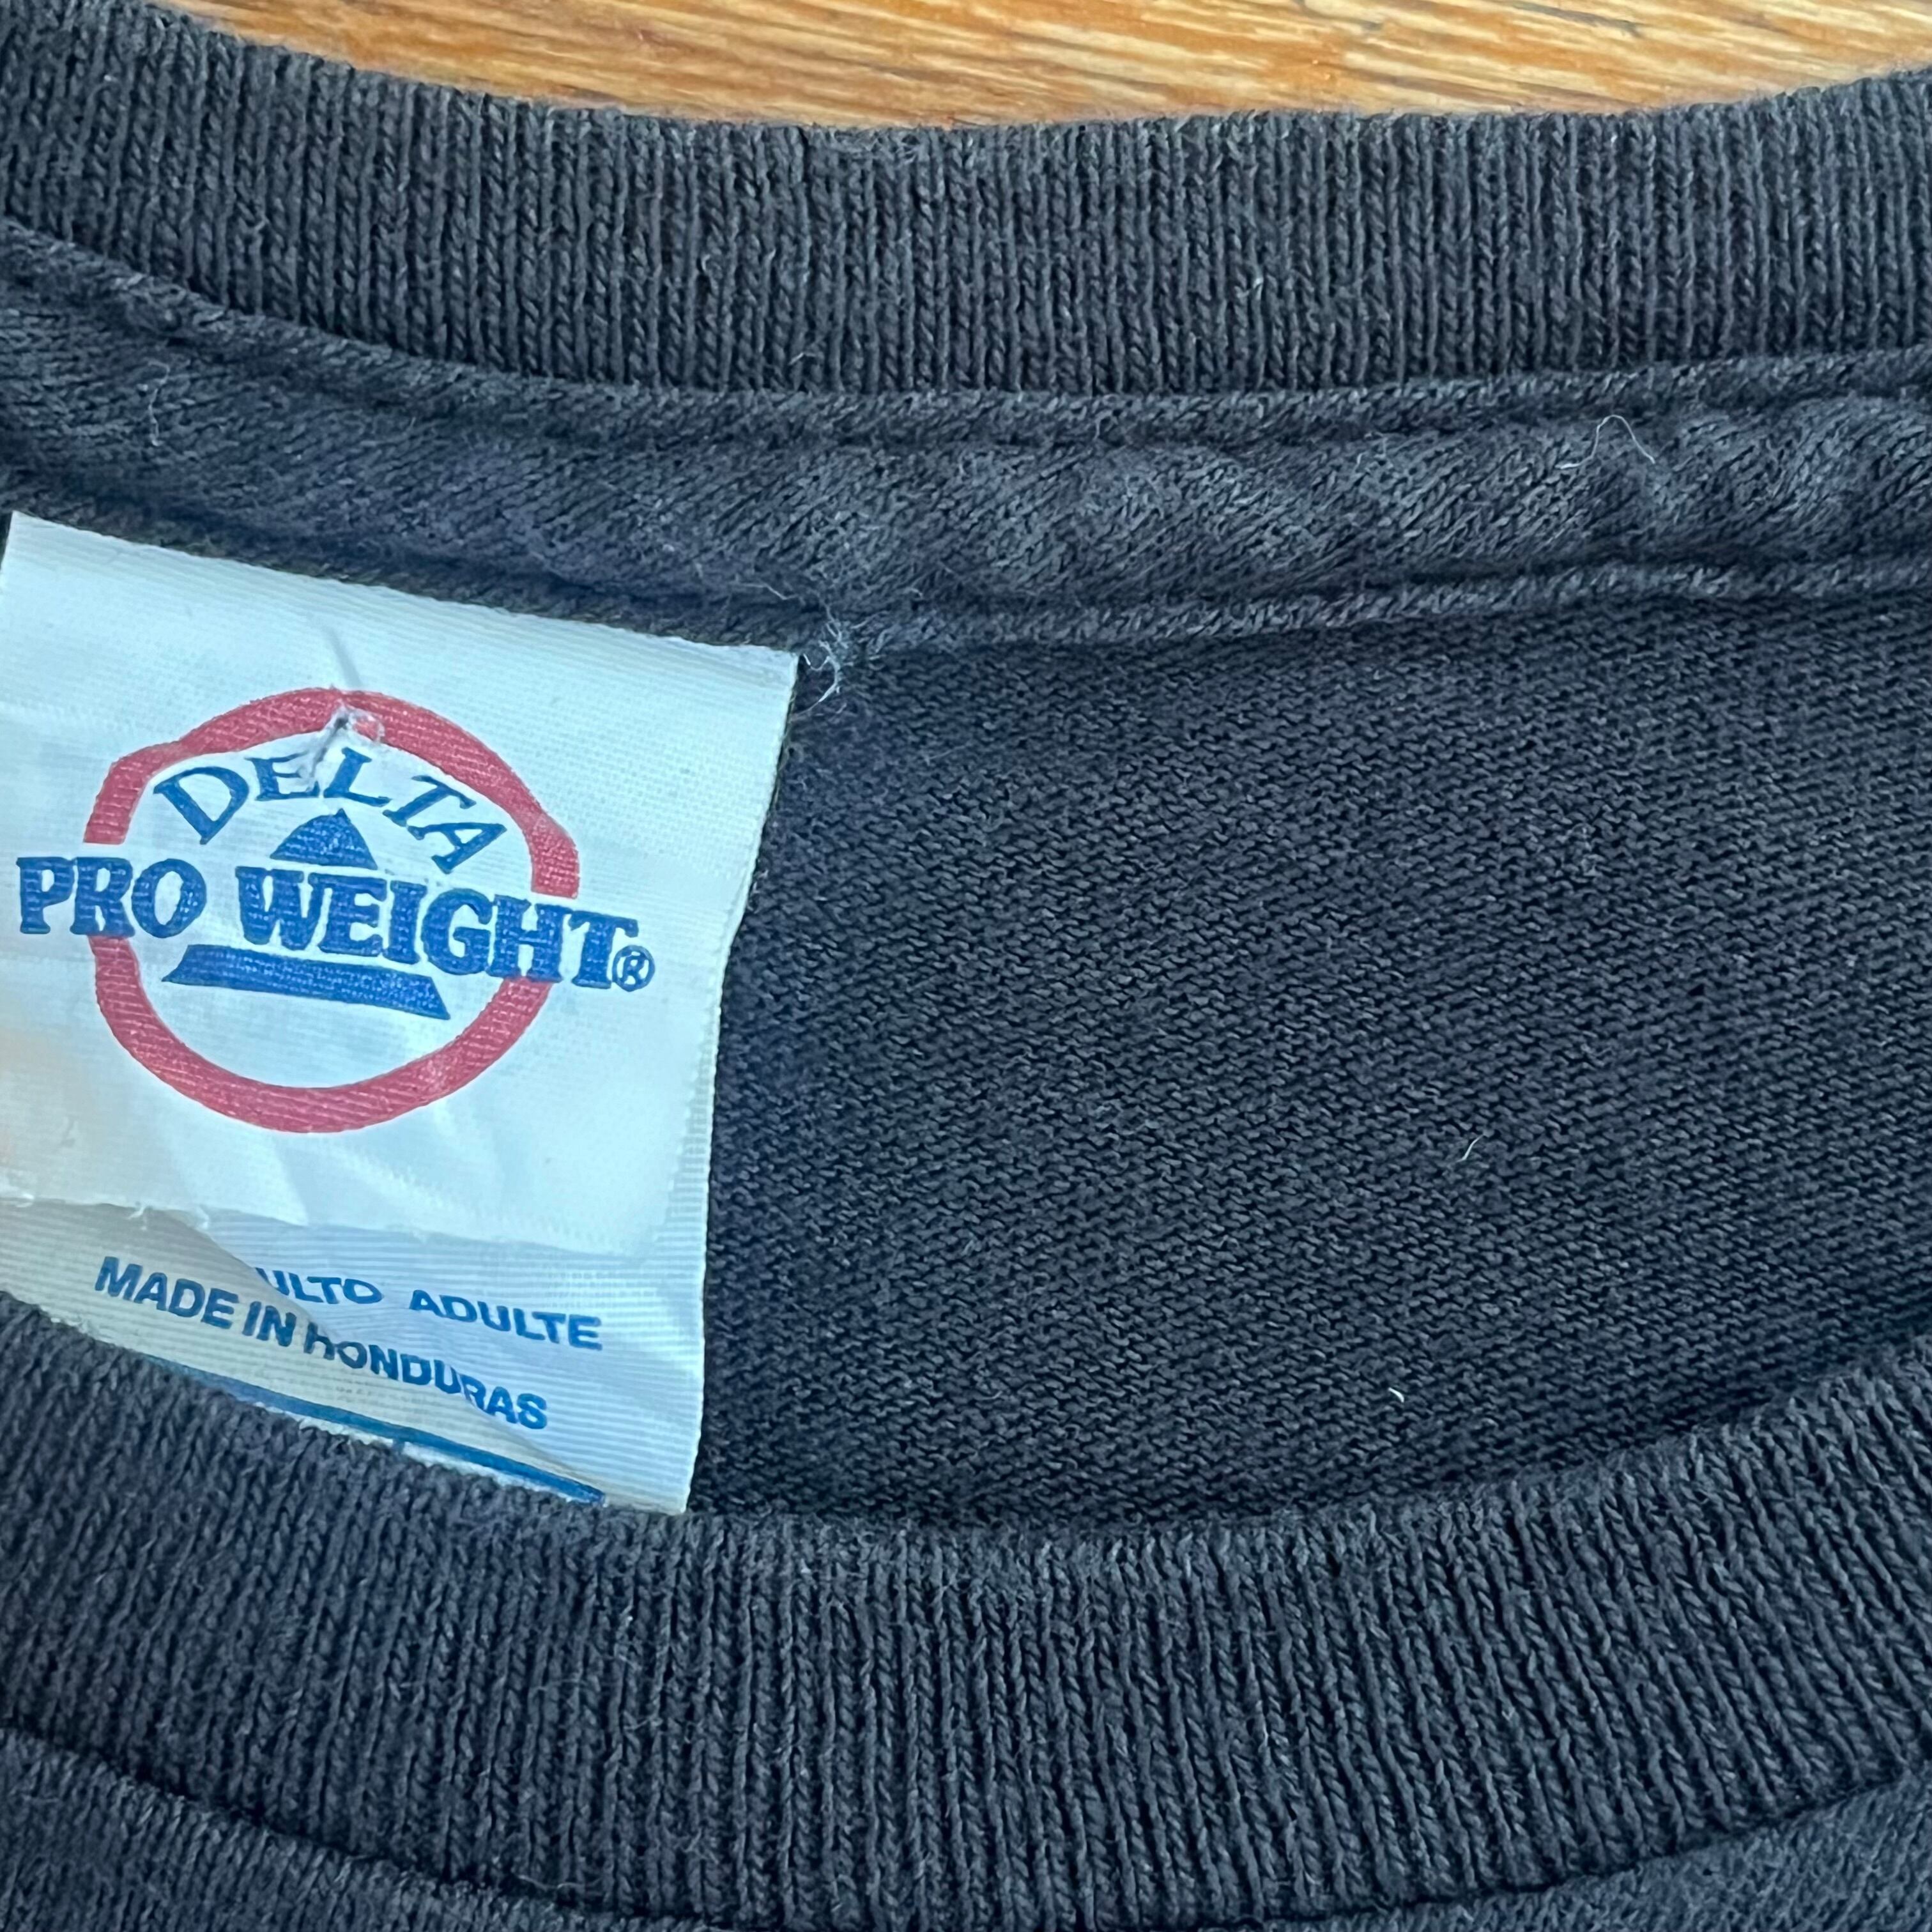 DELTA
PRO WEIGHT®
ULTO ADULTE
MADE IN HONDURAS